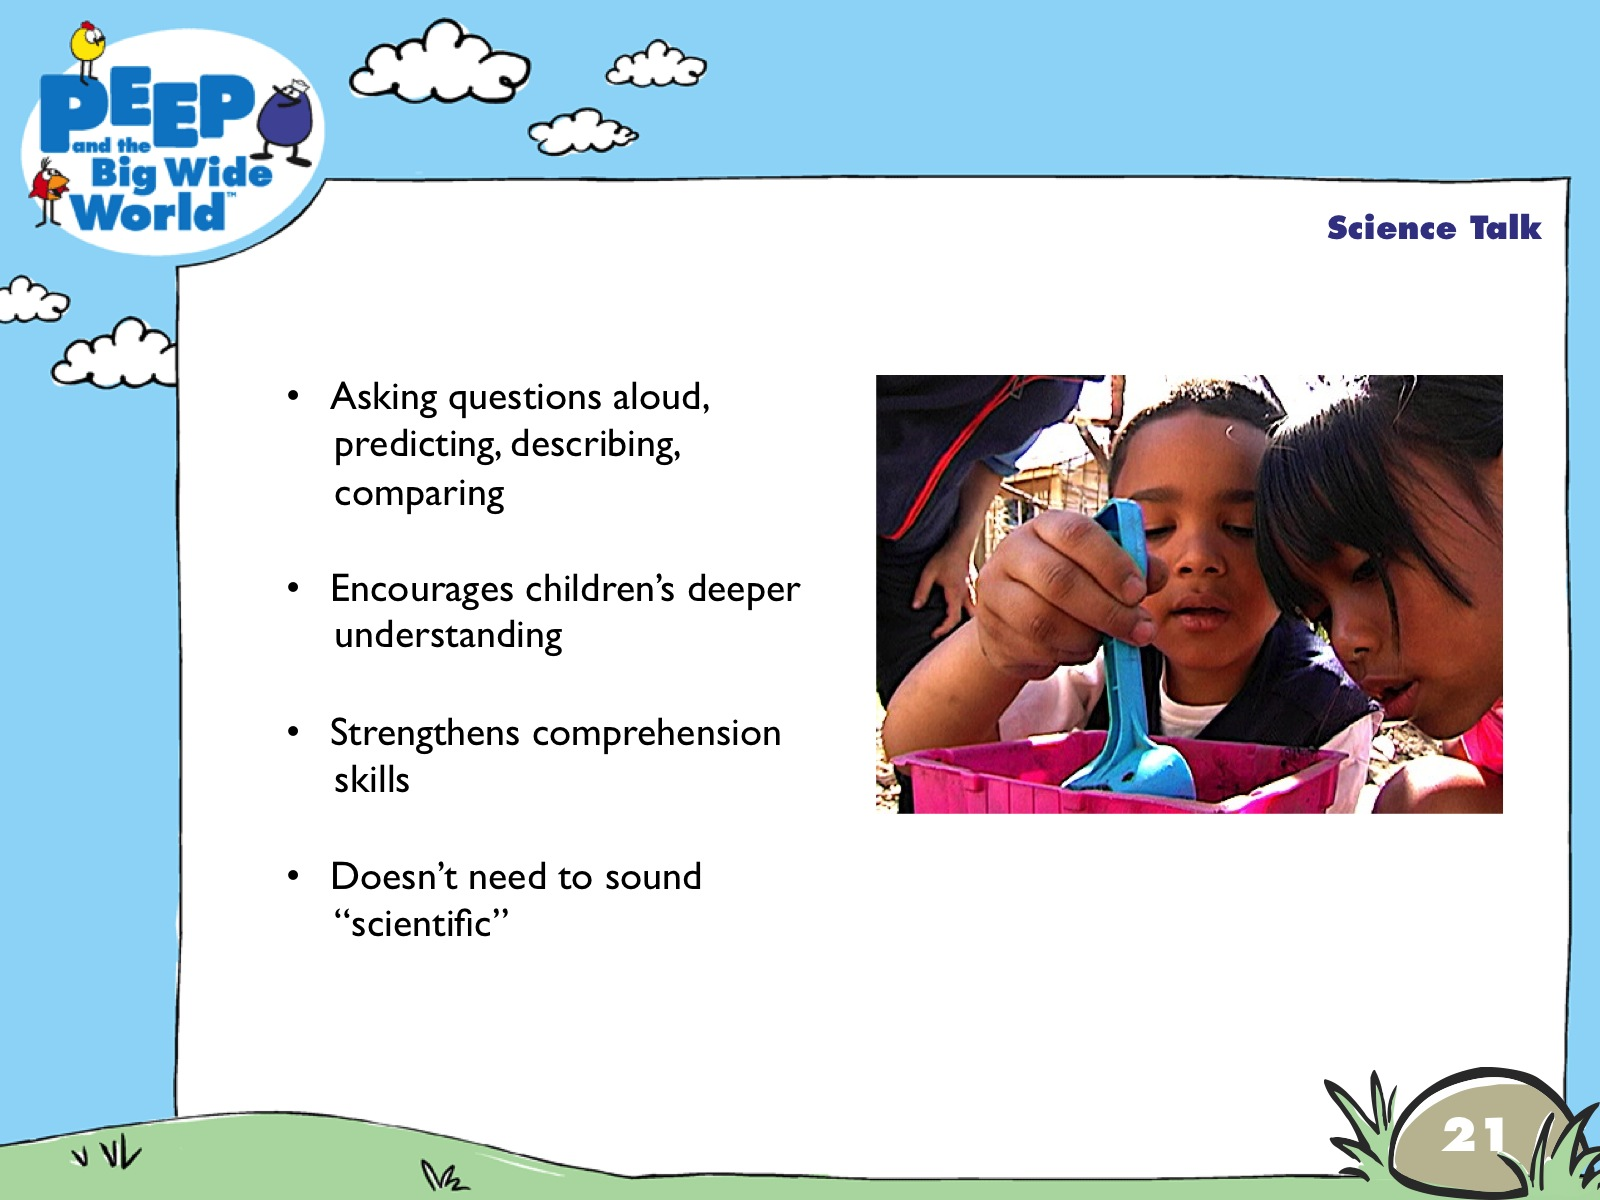 PEEP
and the
Big Wide
World™
Science Talk
• Asking questions aloud,
predicting, describing,
comparing
• Encourages children’s deeper
understanding
• Strengthens comprehension
skills
• Doesn’t need to sound
“scientific”
21